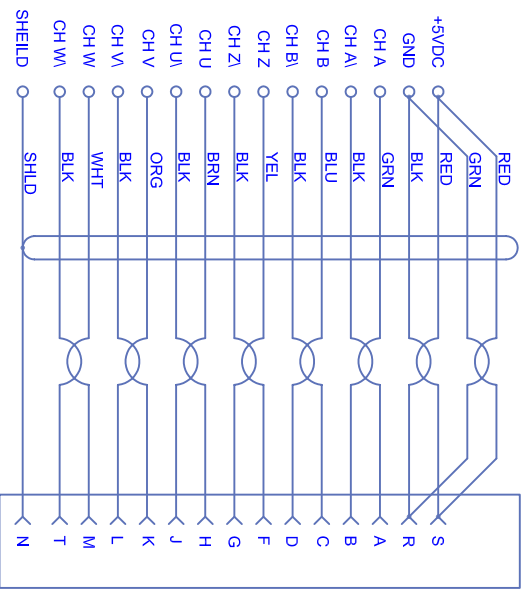 SHEILD
CH W\
CH W
CH V\
CH V
CH U\
CH U
CH Z\
CH Z
CH B\
CH B
CH A\
CH A
GND
+5VDC
SHLD
BLK
WHT
BLK
ORG
BLK
BRN
BLK
YEL
BLK
BLU
BLK
GRN
BLK
RED
GRN
RED
N
T
M
L
K
J
H
G
F
D
C
B
A
R
S